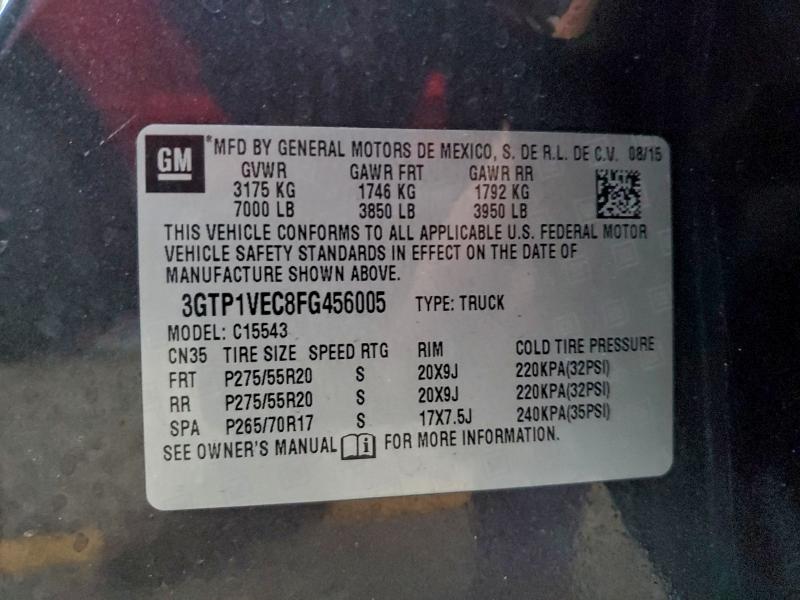 GM
*MFD BY GENERAL MOTORS DE MEXICO, S. DE R.L. DE C.V. 08/15
GVWR GAWR FRT GAWR RR
3175 KG 1746 KG 1792 KG
7000 LB 3850 LB 3950 LB
THIS VEHICLE CONFORMS TO ALL APPLICABLE U.S. FEDERAL MOTOR
VEHICLE SAFETY STANDARDS IN EFFECT ON THE DATE OF
MANUFACTURE SHOWN ABOVE.
3GTP1VEC8FG456005 TYPE: TRUCK
MODEL: C15543
CN35 TIRE SIZE SPEED RTG RIM COLD TIRE PRESSURE
FRT P275/55R20 S 20X9J 220KPA(32PSI)
RR P275/55R20 S 20X9J 220KPA(32PSI)
SPA P265/70R17 S 17X7.5J 240KPA(35PSI)
SEE OWNER'S MANUAL i FOR MORE INFORMATION.